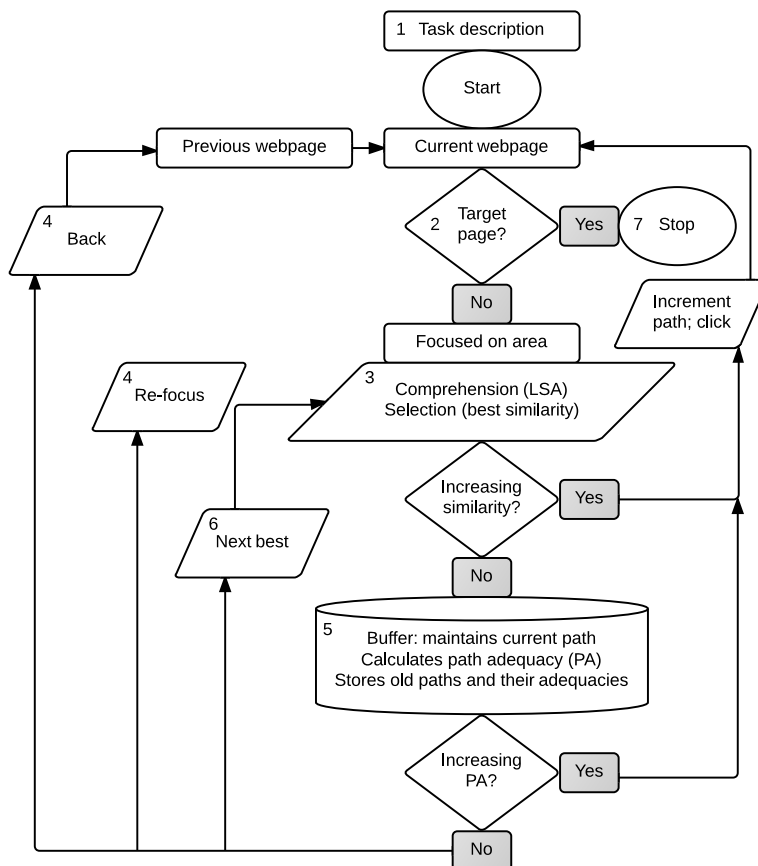 1 Task description
Start
Previous webpage
Current webpage
4
Back
2 Target
page?
Yes
7 Stop
No
Increment
path; click
Focused on area
4
Re-focus
3
Comprehension (LSA)
Selection (best similarity)
Increasing
similarity?
Yes
6
Next best
No
5
Buffer: maintains current path
Calculates path adequacy (PA)
Stores old paths and their adequacies
Increasing
PA?
Yes
No